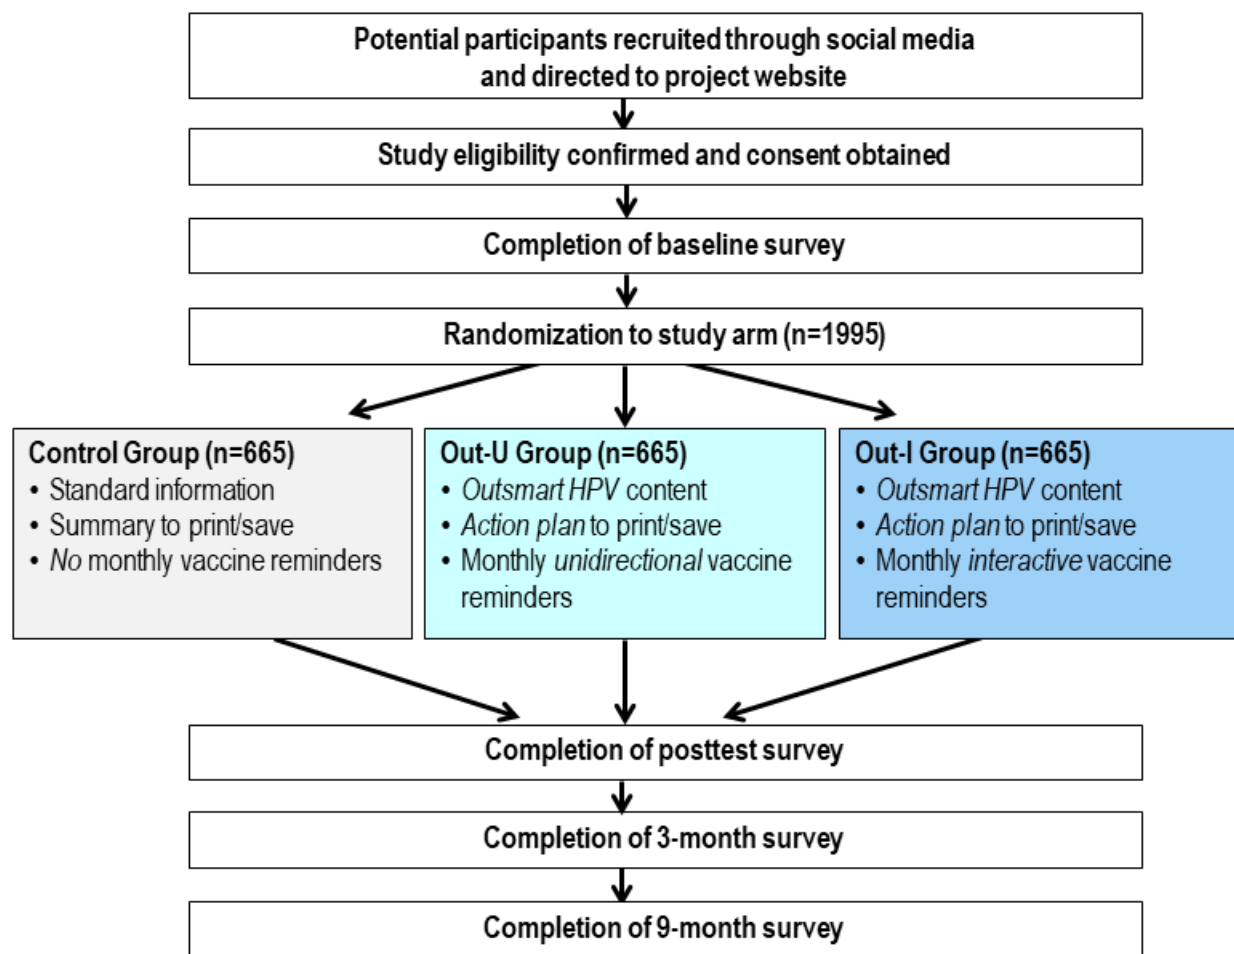 Potential participants recruited through social media
and directed to project website
Study eligibility confirmed and consent obtained
Completion of baseline survey
Randomization to study arm (n=1995)
Control Group (n=665)
• Standard information
• Summary to print/save
• No monthly vaccine reminders
Out-U Group (n=665)
• Outsmart HPV content
• Action plan to print/save
• Monthly unidirectional vaccine
reminders
Out-I Group (n=665)
• Outsmart HPV content
• Action plan to print/save
• Monthly interactive vaccine
reminders
Completion of posttest survey
Completion of 3-month survey
Completion of 9-month survey